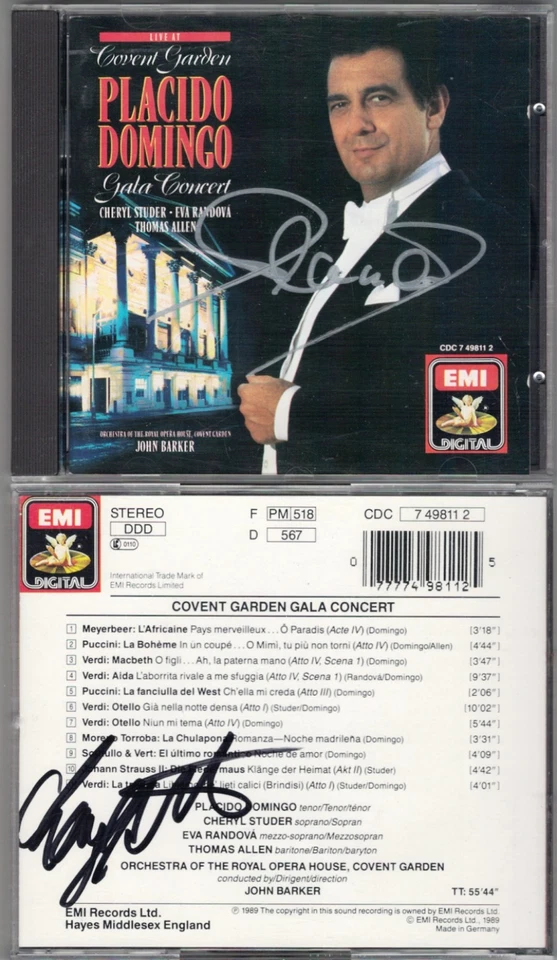 LIVE AT
Covent Garden
PLACIDO
DOMINGO
Gala Concert
CHERYL STUDER • EVA RANDOVÁ
THOMAS ALLEN
CDC 7 49811 2
EMI
DIGITAL
ORCHESTRA OF THE ROYAL OPERA HOUSE, COVENT GARDEN
JOHN BARKER
EMI
DIGITAL
STEREO
DDD
0110
F PM 518
D 567
CDC 7 49811 2
0 77774 98112 5
International Trade Mark of
EMI Records Limited
COVENT GARDEN GALA CONCERT
1 Meyerbeer: L'Africaine Pays merveilleux... Ô Paradis (Acte IV) (Domingo) [3'18"]
2 Puccini: La Bohème In un coupé... O Mimì, tu più non torni (Atto IV) (Domingo/Allen) [4'44"]
3 Verdi: Macbeth O figli... Ah, la paterna mano (Atto IV, Scena 1) (Domingo) [3'47"]
4 Verdi: Aida L'aborrita rivale a me sfuggia (Atto IV, Scena 1) (Randová/Domingo) [9'37"]
5 Puccini: La fanciulla del West Ch'ella mi creda (Atto III) (Domingo) [2'06"]
6 Verdi: Otello Già nella notte densa (Atto I) (Studer/Domingo) [10'02"]
7 Verdi: Otello Niun mi tema (Atto IV) (Domingo) [5'44"]
8 Moreno Torroba: La Chulapona Romanza—Noche madrileña (Domingo) [3'31"]
9 Soutullo & Vert: El último romántico Noche de amor (Domingo) [4'09"]
10 Johann Strauss II: Die Fledermaus Klänge der Heimat (Akt II) (Studer) [4'42"]
11 Verdi: La traviata lieti calici (Brindisi) (Atto I) (Studer/Domingo) [4'01"]
PLACIDO DOMINGO tenor/Tenor/ténor
CHERYL STUDER soprano/Sopran
EVA RANDOVÁ mezzo-soprano/Mezzosopran
THOMAS ALLEN baritone/Bariton/baryton
ORCHESTRA OF THE ROYAL OPERA HOUSE, COVENT GARDEN
conducted by/Dirigent/direction
JOHN BARKER
TT: 55'44"
EMI Records Ltd.
Hayes Middlesex England
℗ 1989 The copyright in this sound recording is owned by EMI Records Ltd.
© EMI Records Ltd., 1989
Made in Germany